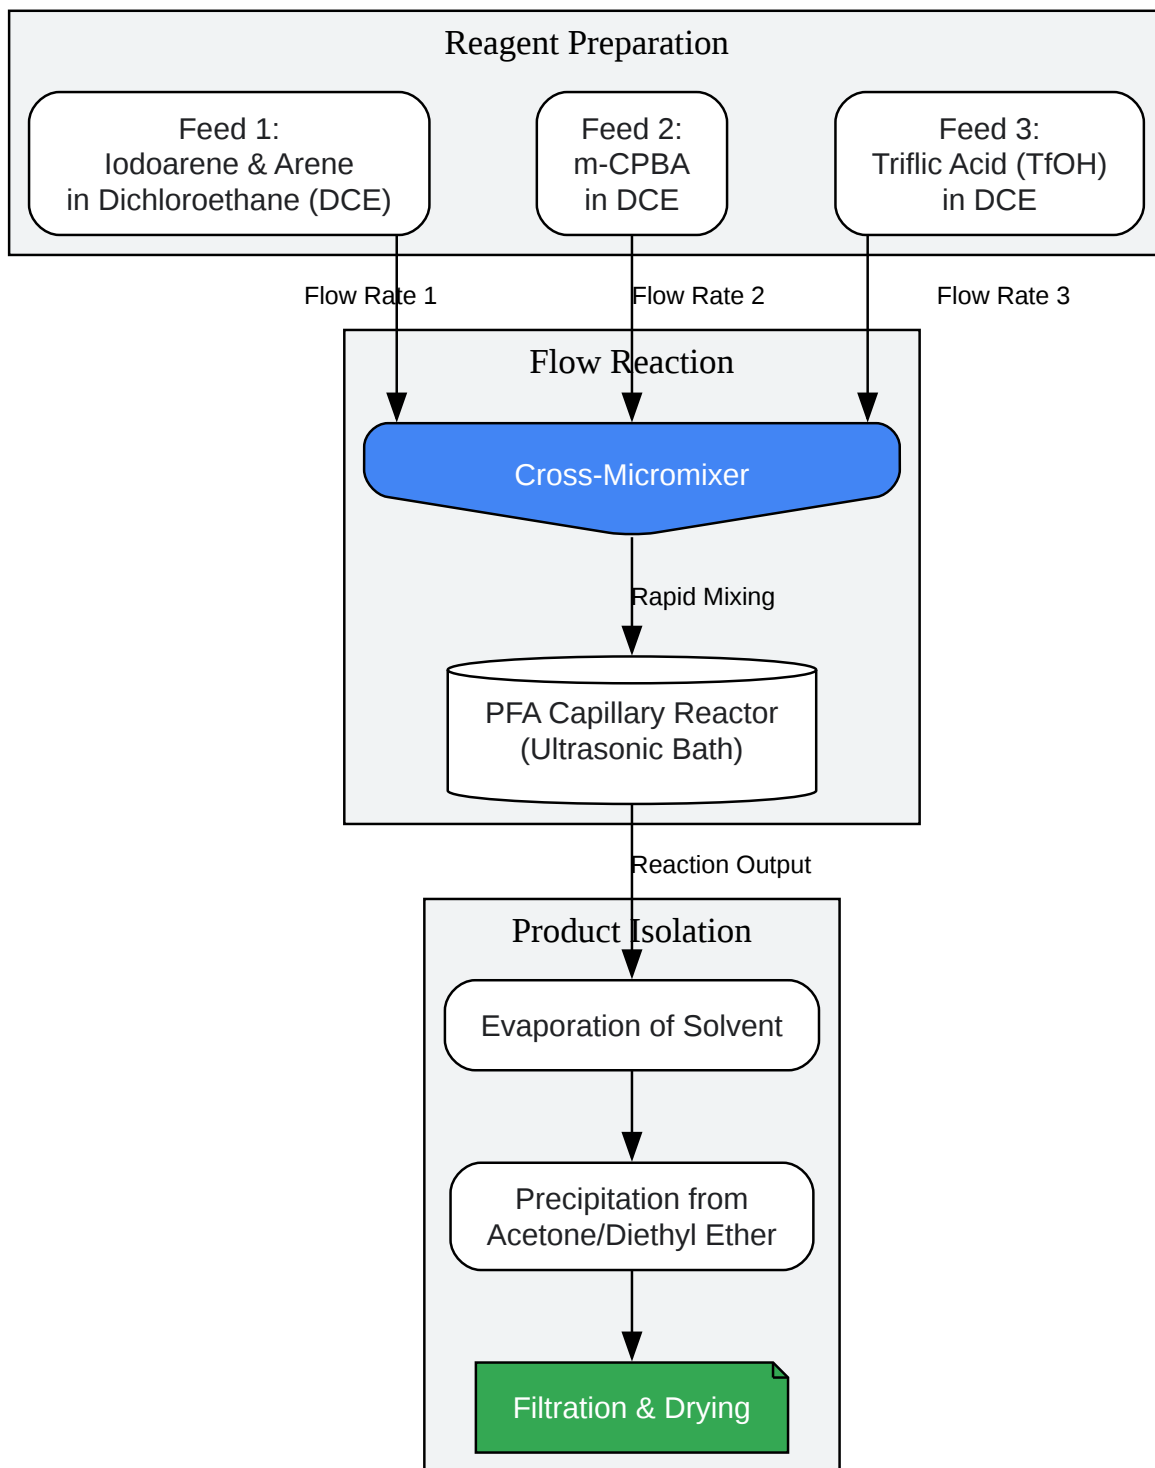 Reagent Preparation
Feed 1:
Iodoarene & Arene
in Dichloroethane (DCE)
Feed 2:
m-CPBA
in DCE
Feed 3:
Triflic Acid (TfOH)
in DCE
Flow Rate 1
Flow Rate 2
Flow Rate 3
Flow Reaction
Cross-Micromixer
Rapid Mixing
PFA Capillary Reactor
(Ultrasonic Bath)
Reaction Output
Product Isolation
Evaporation of Solvent
Precipitation from
Acetone/Diethyl Ether
Filtration & Drying